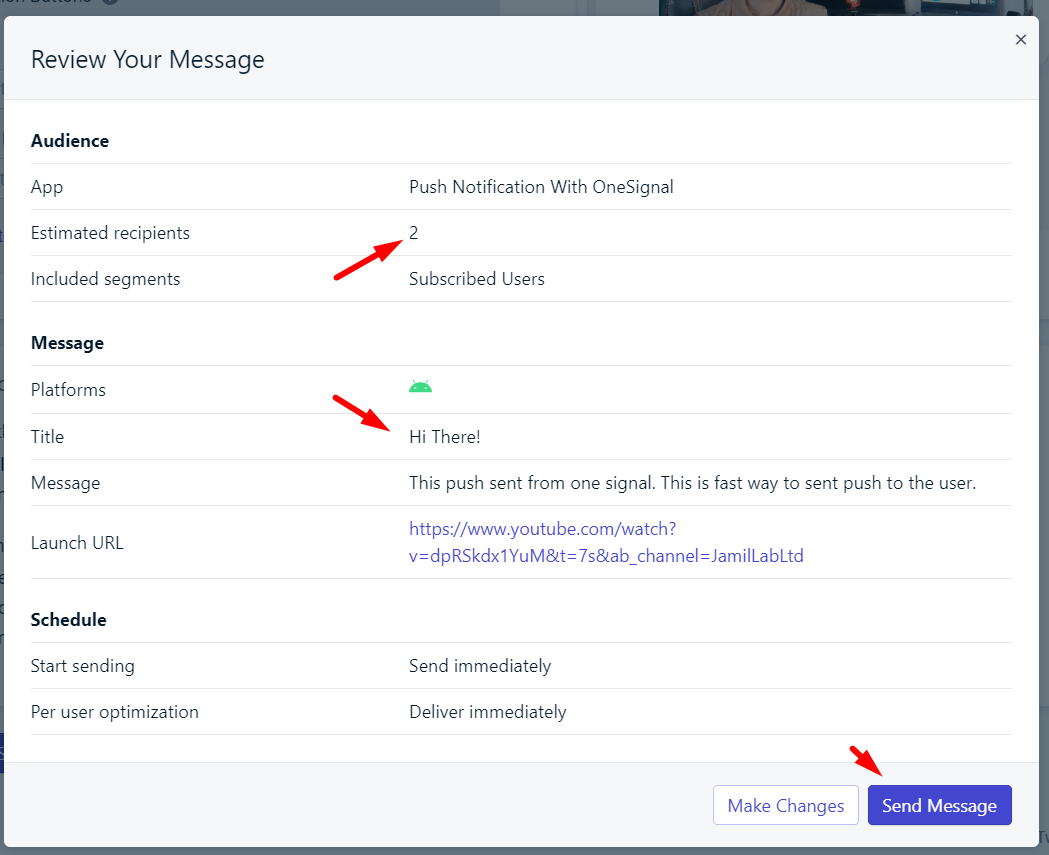 Review Your Message
×
Audience
App Push Notification With OneSignal
Estimated recipients 2
Included segments Subscribed Users
Message
Platforms
Title Hi There!
Message This push sent from one signal. This is fast way to sent push to the user.
Launch URL https://www.youtube.com/watch?
v=dpRSkdx1YuM&t=7s&ab_channel=JamilLabLtd
Schedule
Start sending Send immediately
Per user optimization Deliver immediately
Make Changes Send Message